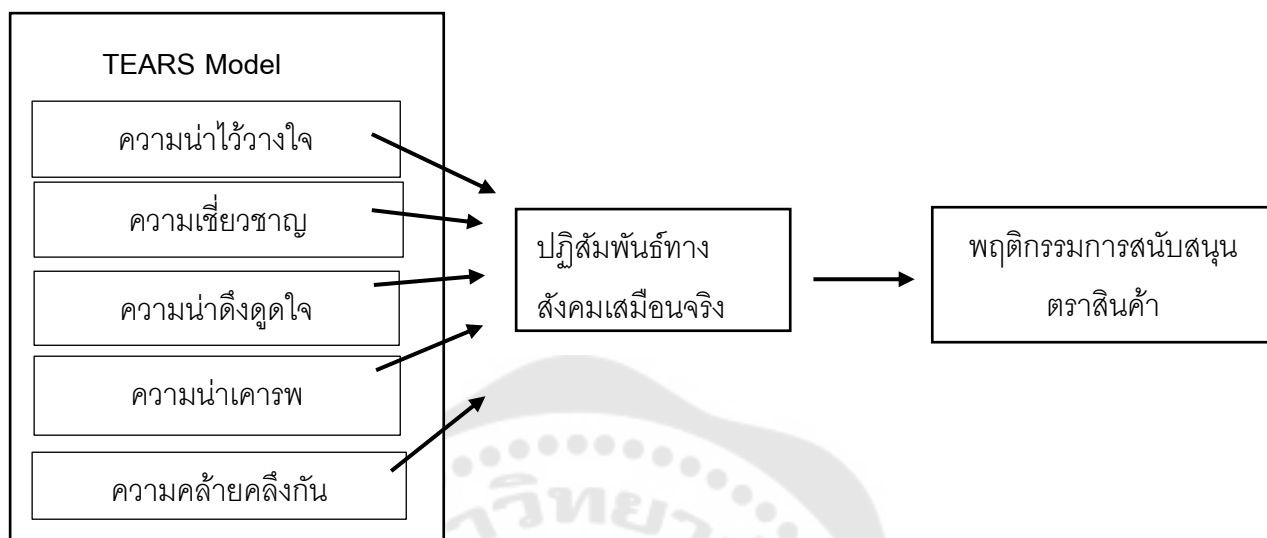 TEARS Model
ความน่าไว้วางใจ
ความเชี่ยวชาญ
ความน่าดึงดูดใจ
ความน่าเคารพ
ความคล้ายคลึงกัน
ปฏิสัมพันธ์ทาง
สังคมเสมือนจริง
พฤติกรรมการสนับสนุน
ตราสินค้า